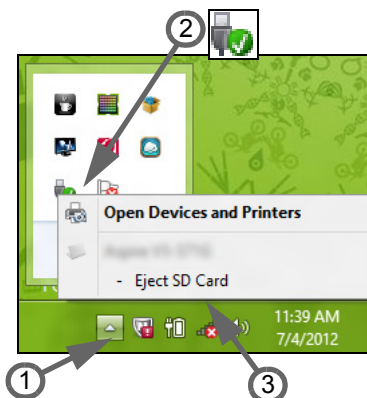 2
Open Devices and Printers
- Eject SD Card
11:39 AM
7/4/2012
1
3